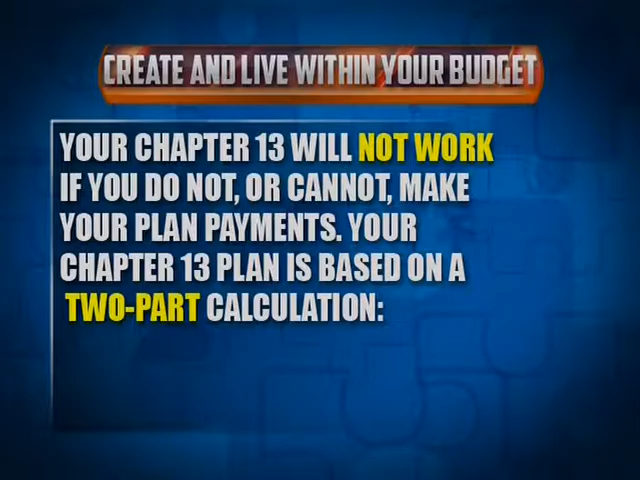 CREATE AND LIVE WITHIN YOUR BUDGET
YOUR CHAPTER 13 WILL NOT WORK
IF YOU DO NOT, OR CANNOT, MAKE
YOUR PLAN PAYMENTS. YOUR
CHAPTER 13 PLAN IS BASED ON A
TWO-PART CALCULATION: